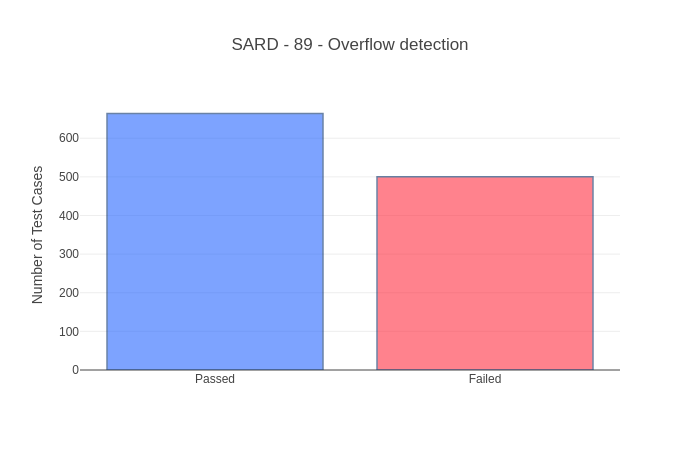 SARD - 89 - Overflow detection
Number of Test Cases
600
500
400
300
200
100
0
Passed
Failed